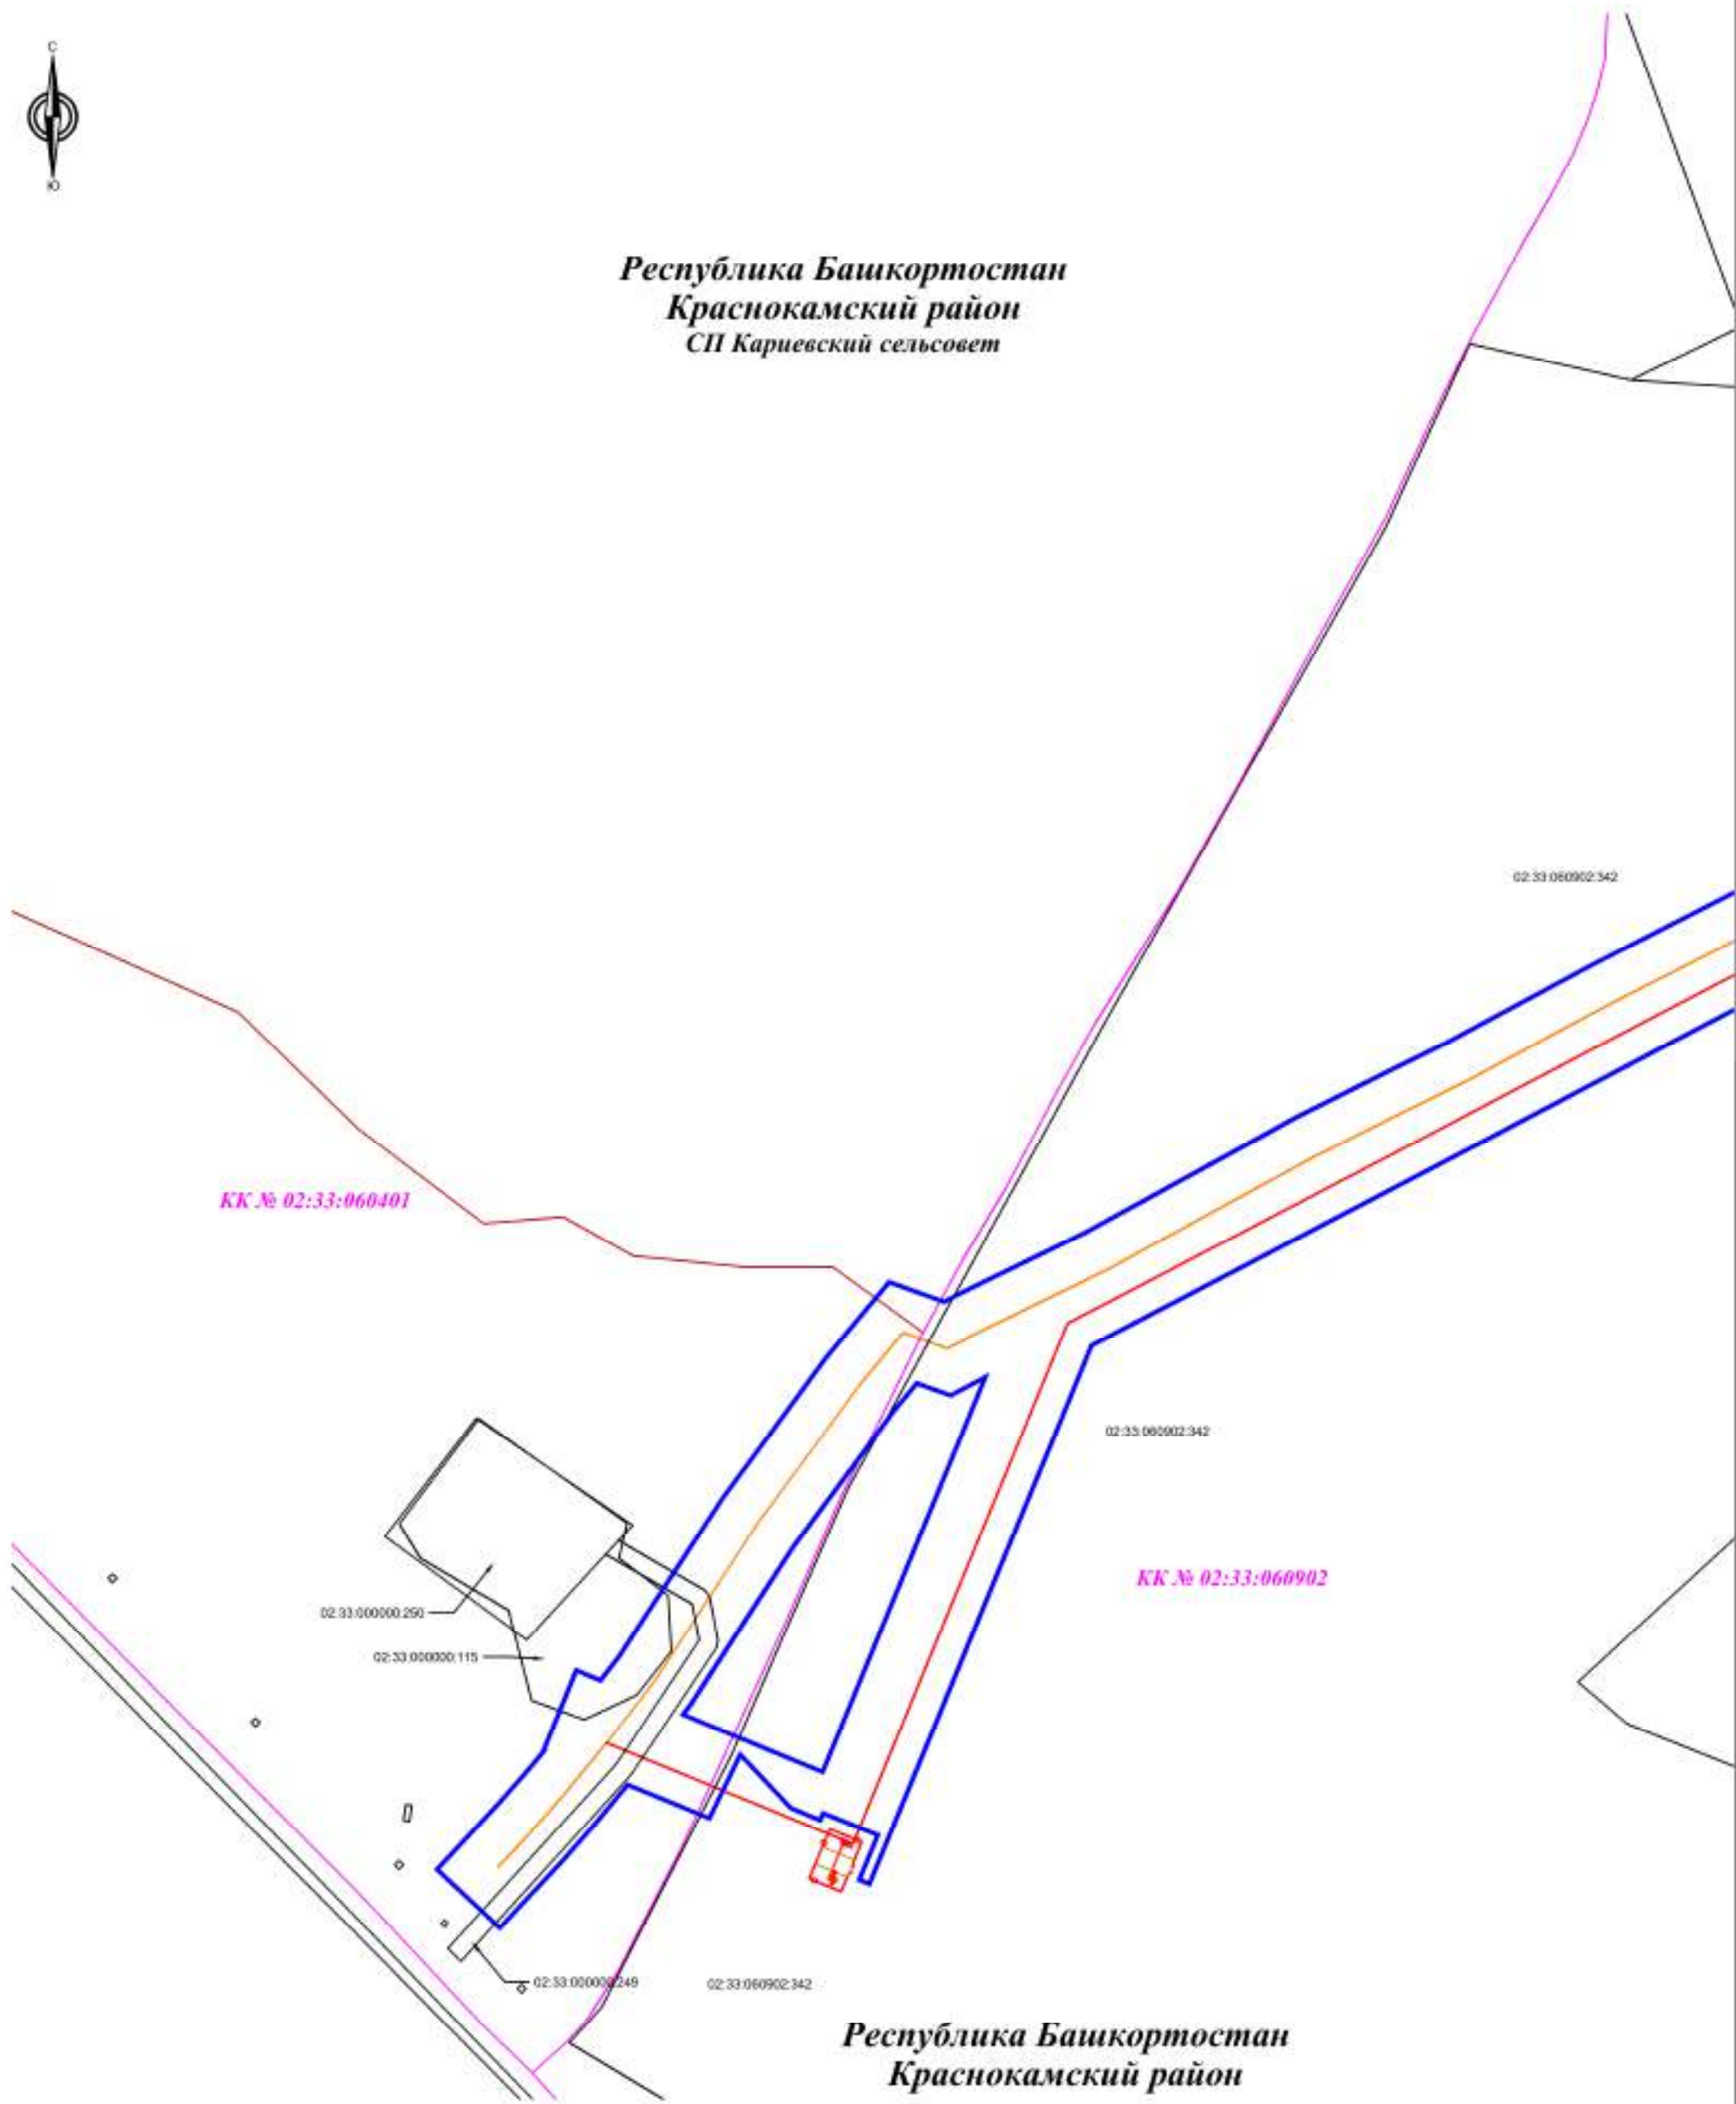 С
Ю
Республика Башкортостан
Краснокамский район
СП Кариевский сельсовет
02:33:060902:342
КК № 02:33:060401
02:33:060902:342
КК № 02:33:060902
02:33:000000:250
02:33:000000:115
02:33:000000:249
02:33:060902:342
Республика Башкортостан
Краснокамский район